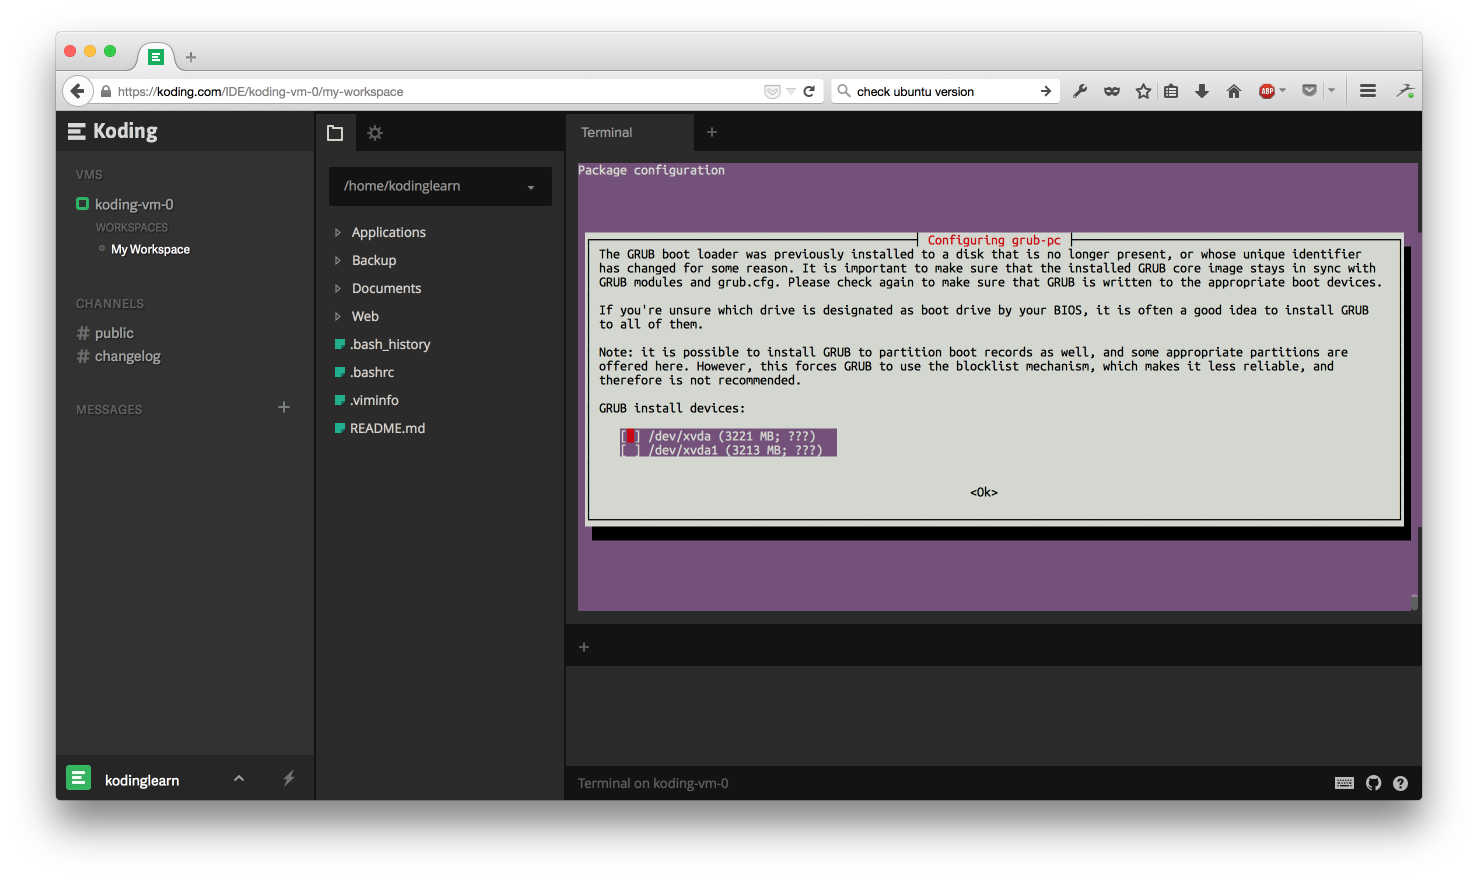 https://koding.com/IDE/koding-vm-0/my-workspace
check ubuntu version
ABP
Koding
VMS
koding-vm-0
WORKSPACES
My Workspace
CHANNELS
# public
# changelog
MESSAGES
+
kodinglearn
/home/kodinglearn
Applications
Backup
Documents
Web
.bash_history
.bashrc
.viminfo
README.md
Terminal
+
Package configuration
Configuring grub-pc
The GRUB boot loader was previously installed to a disk that is no longer present, or whose unique identifier
has changed for some reason. It is important to make sure that the installed GRUB core image stays in sync with
GRUB modules and grub.cfg. Please check again to make sure that GRUB is written to the appropriate boot devices.
If you're unsure which drive is designated as boot drive by your BIOS, it is often a good idea to install GRUB
to all of them.
Note: it is possible to install GRUB to partition boot records as well, and some appropriate partitions are
offered here. However, this forces GRUB to use the blocklist mechanism, which makes it less reliable, and
therefore is not recommended.
GRUB install devices:
[ ] /dev/xvda (3221 MB; ???)
[ ] /dev/xvda1 (3213 MB; ???)
<Ok>
+
Terminal on koding-vm-0
?